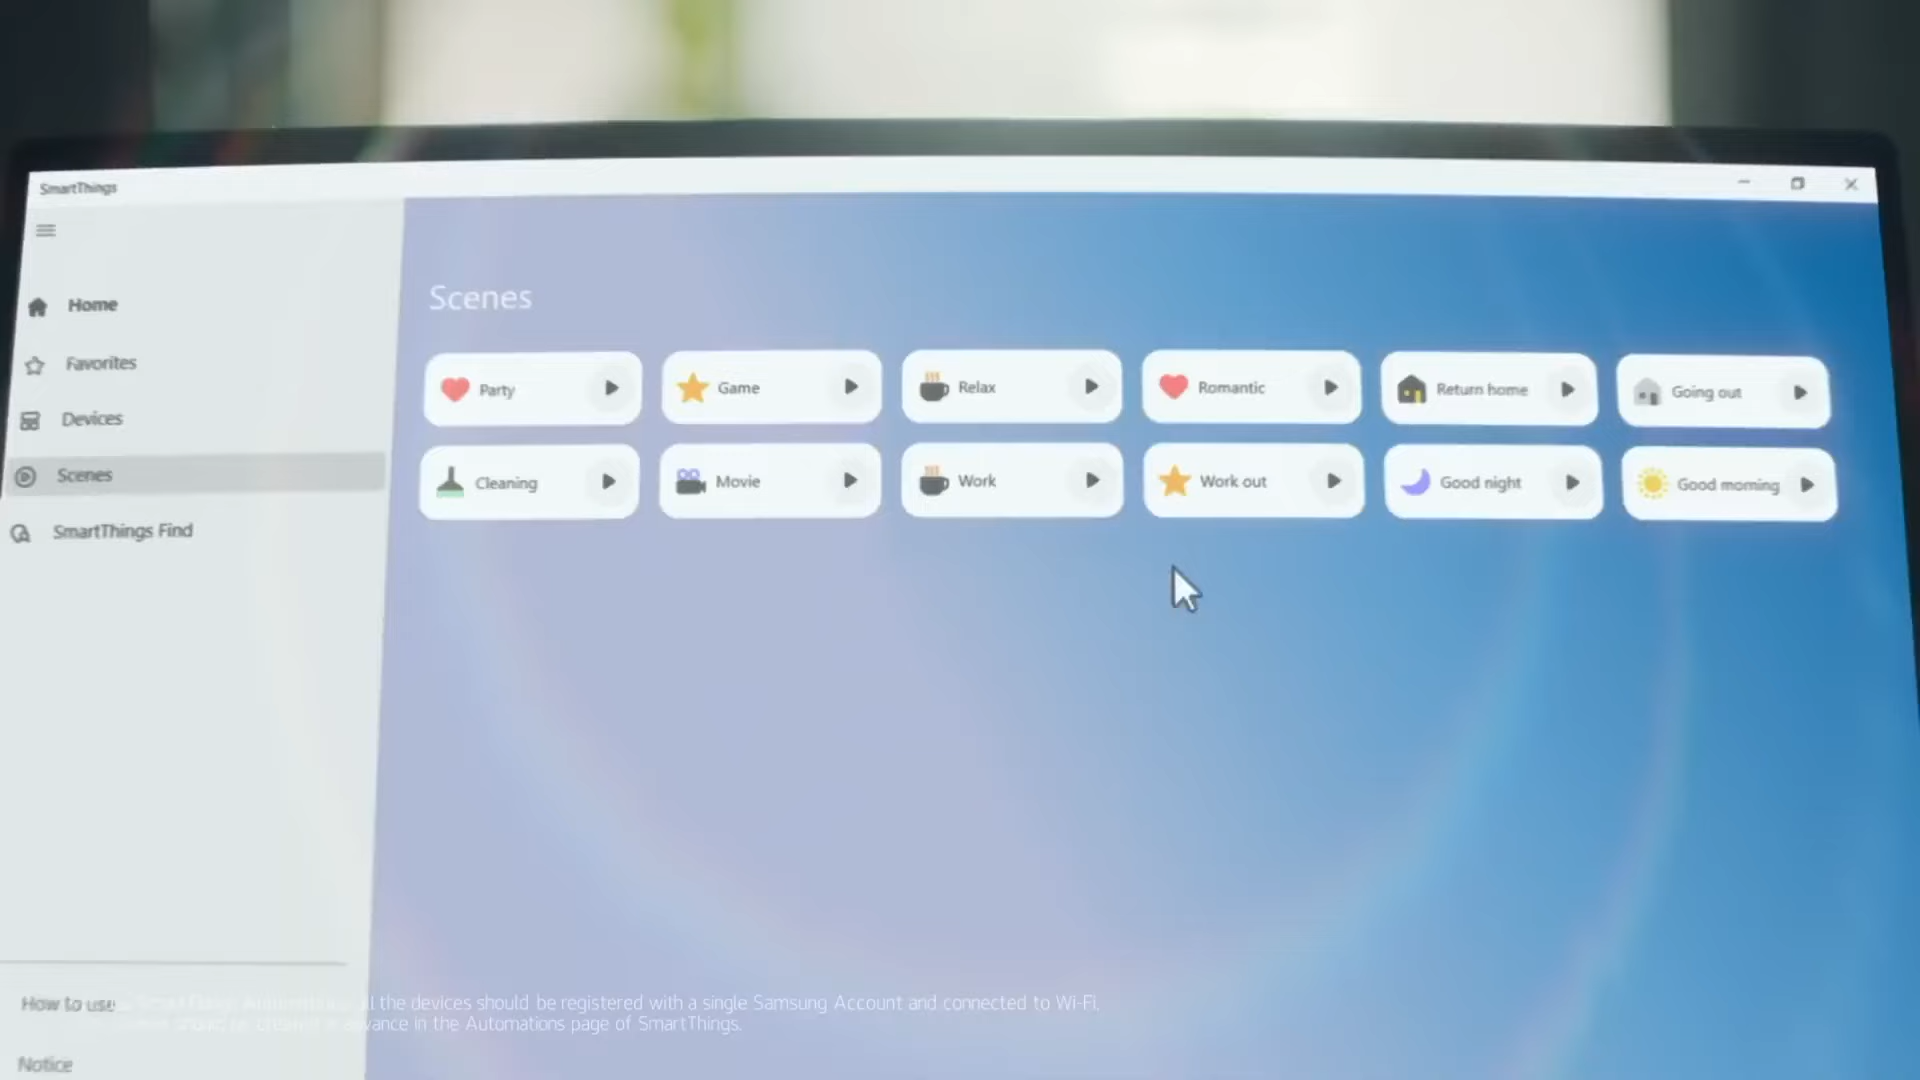 SmartThings
Home
Favorites
Devices
Scenes
SmartThings Find
How to use
Notice
Scenes
Party
Game
Relax
Romantic
Return home
Going out
Cleaning
Movie
Work
Work out
Good night
Good morning
the devices should be registered with a single Samsung Account and connected to Wi-Fi.
in the Automations page of SmartThings.